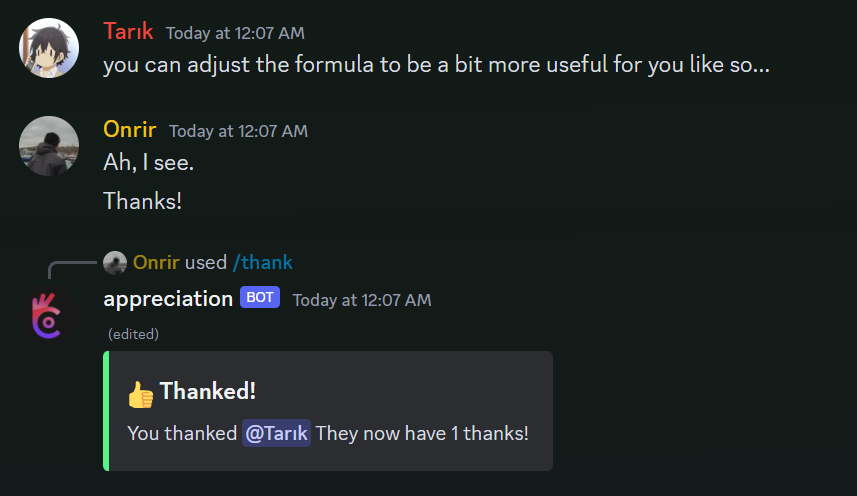 Tarık Today at 12:07 AM
you can adjust the formula to be a bit more useful for you like so...
Onrir Today at 12:07 AM
Ah, I see.
Thanks!
Onrir used /thank
appreciation BOT Today at 12:07 AM
(edited)
👍 Thanked!
You thanked @Tarık They now have 1 thanks!